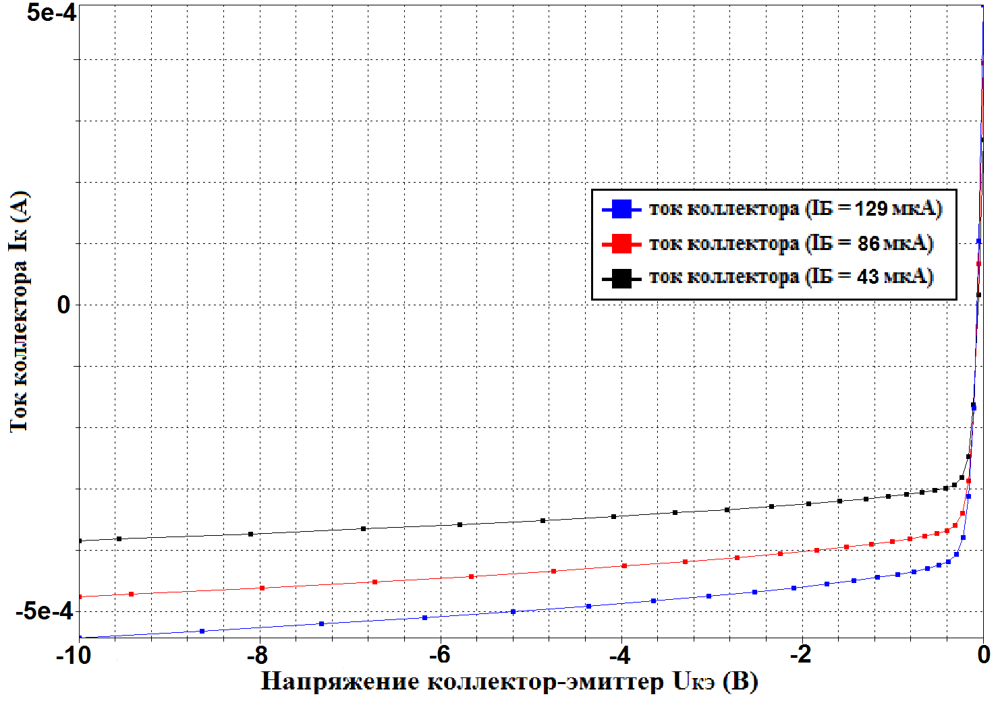 5e-4
0
-5e-4
Ток коллектора Iк (А)
ток коллектора (IБ = 129 мкА)
ток коллектора (IБ = 86 мкА)
ток коллектора (IБ = 43 мкА)
-10 -8 -6 -4 -2 0
Напряжение коллектор-эмиттер Uкэ (В)